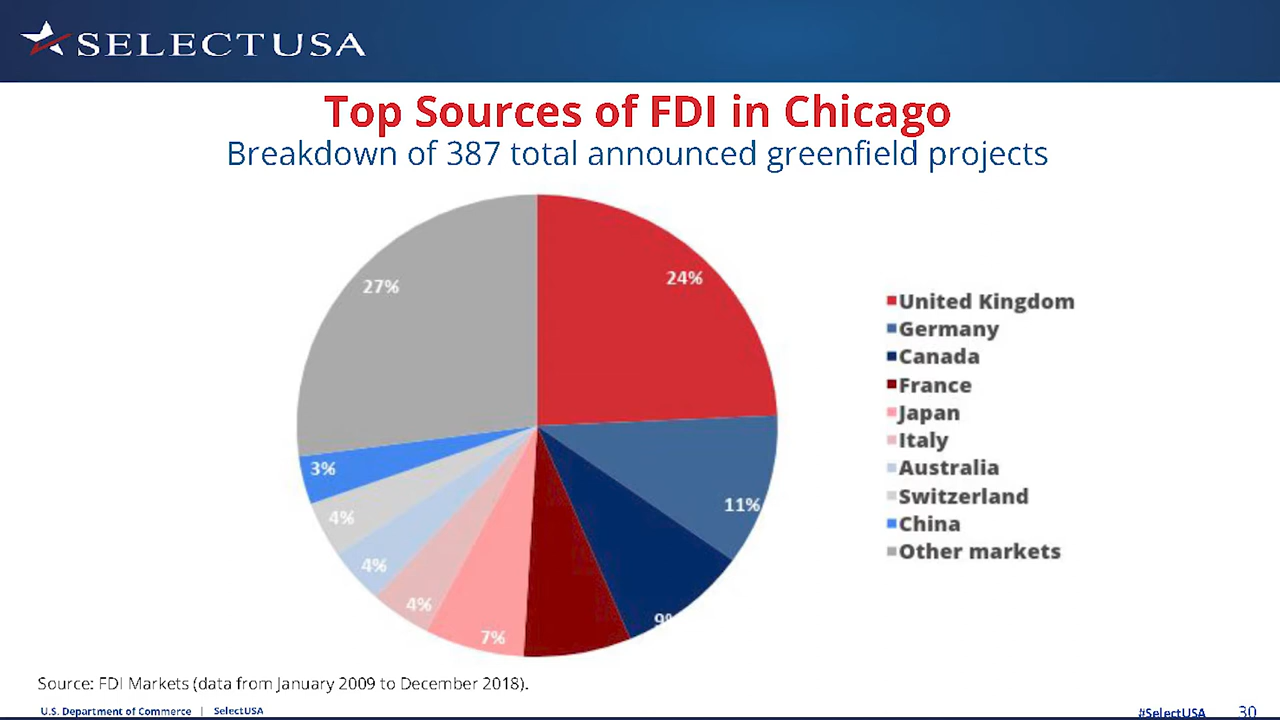 SELECTUSA
Top Sources of FDI in Chicago
Breakdown of 387 total announced greenfield projects
27%
24%
3%
11%
4%
4%
4%
7%
United Kingdom
Germany
Canada
France
Japan
Italy
Australia
Switzerland
China
Other markets
Source: FDI Markets (data from January 2009 to December 2018).
U.S. Department of Commerce | SelectUSA
#SelectUSA 30